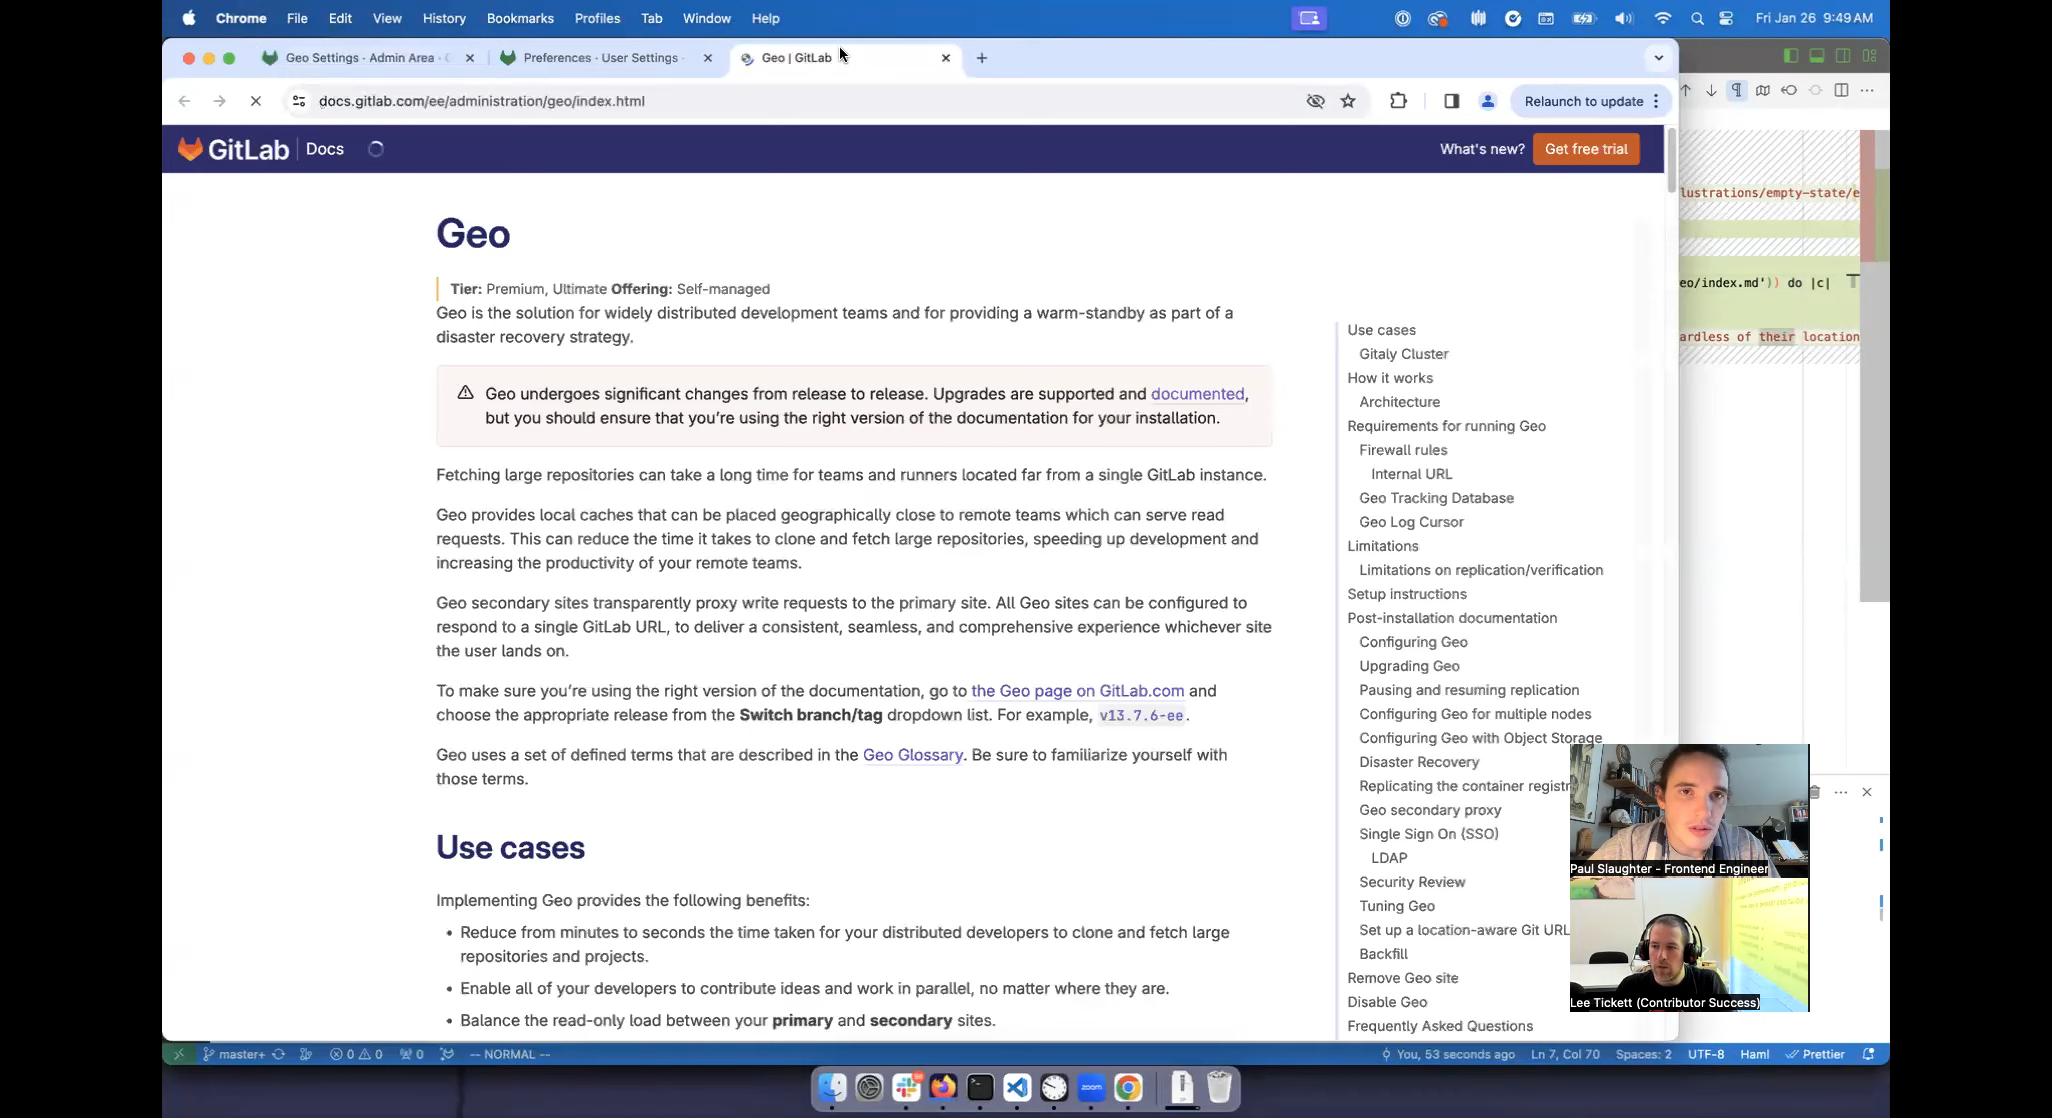 Chrome File Edit View History Bookmarks Profiles Tab Window Help
Fri Jan 26 9:49 AM
Geo Settings · Admin Area ·
Preferences · User Settings ·
Geo | GitLab
docs.gitlab.com/ee/administration/geo/index.html
Relaunch to update
GitLab Docs
What's new?
Get free trial
Geo
Tier: Premium, Ultimate Offering: Self-managed
Geo is the solution for widely distributed development teams and for providing a warm-standby as part of a
disaster recovery strategy.
Geo undergoes significant changes from release to release. Upgrades are supported and documented,
but you should ensure that you're using the right version of the documentation for your installation.
Fetching large repositories can take a long time for teams and runners located far from a single GitLab instance.
Geo provides local caches that can be placed geographically close to remote teams which can serve read
requests. This can reduce the time it takes to clone and fetch large repositories, speeding up development and
increasing the productivity of your remote teams.
Geo secondary sites transparently proxy write requests to the primary site. All Geo sites can be configured to
respond to a single GitLab URL, to deliver a consistent, seamless, and comprehensive experience whichever site
the user lands on.
To make sure you're using the right version of the documentation, go to the Geo page on GitLab.com and
choose the appropriate release from the Switch branch/tag dropdown list. For example, v13.7.6-ee.
Geo uses a set of defined terms that are described in the Geo Glossary. Be sure to familiarize yourself with
those terms.
Use cases
Implementing Geo provides the following benefits:
• Reduce from minutes to seconds the time taken for your distributed developers to clone and fetch large
repositories and projects.
• Enable all of your developers to contribute ideas and work in parallel, no matter where they are.
• Balance the read-only load between your primary and secondary sites.
Use cases
Gitaly Cluster
How it works
Architecture
Requirements for running Geo
Firewall rules
Internal URL
Geo Tracking Database
Geo Log Cursor
Limitations
Limitations on replication/verification
Setup instructions
Post-installation documentation
Configuring Geo
Upgrading Geo
Pausing and resuming replication
Configuring Geo for multiple nodes
Configuring Geo with Object Storage
Disaster Recovery
Replicating the container registr
Geo secondary proxy
Single Sign On (SSO)
LDAP
Security Review
Tuning Geo
Set up a location-aware Git URL
Backfill
Remove Geo site
Disable Geo
Frequently Asked Questions
lustrations/empty-state/e
eo/index.md')) do |c|
ardless of their location
Paul Slaughter - Frontend Engineer
Lee Tickett (Contributor Success)
master+ 0 0 0 -- NORMAL --
You, 53 seconds ago Ln 7, Col 70 Spaces: 2 UTF-8 Haml Prettier
zoom